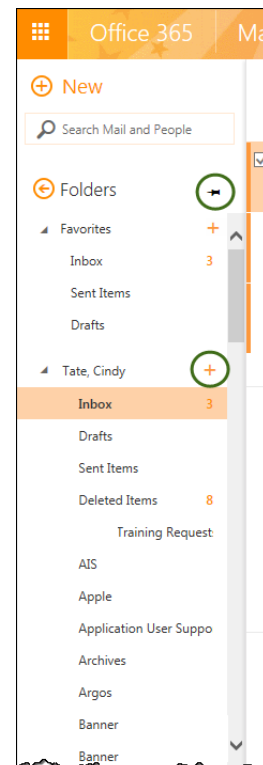 Office 365 Ma
New
Search Mail and People
Folders
Favorites +
Inbox 3
Sent Items
Drafts
Tate, Cindy +
Inbox 3
Drafts
Sent Items
Deleted Items 8
Training Request
AIS
Apple
Application User Suppo
Archives
Argos
Banner
Banner